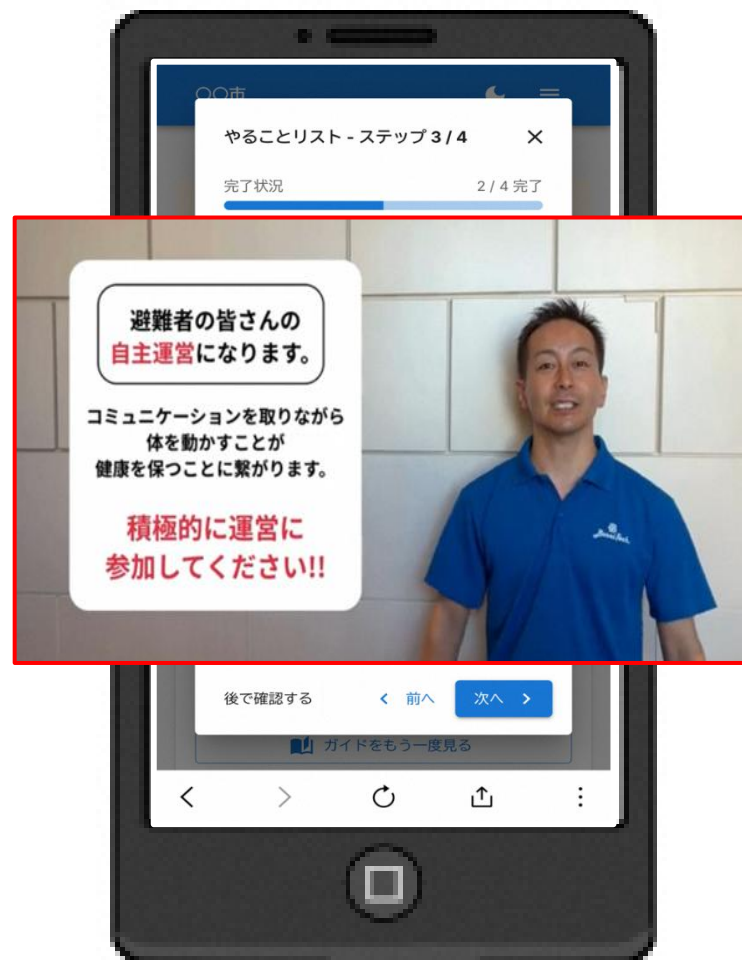 〇〇市
やることリスト - ステップ 3 / 4
完了状況
2 / 4 完了
避難者の皆さんの
自主運営になります。
コミュニケーションを取りながら
体を動かすことが
健康を保つことに繋がります。
積極的に運営に
参加してください!!
後で確認する
前へ
次へ
ガイドをもう一度見る